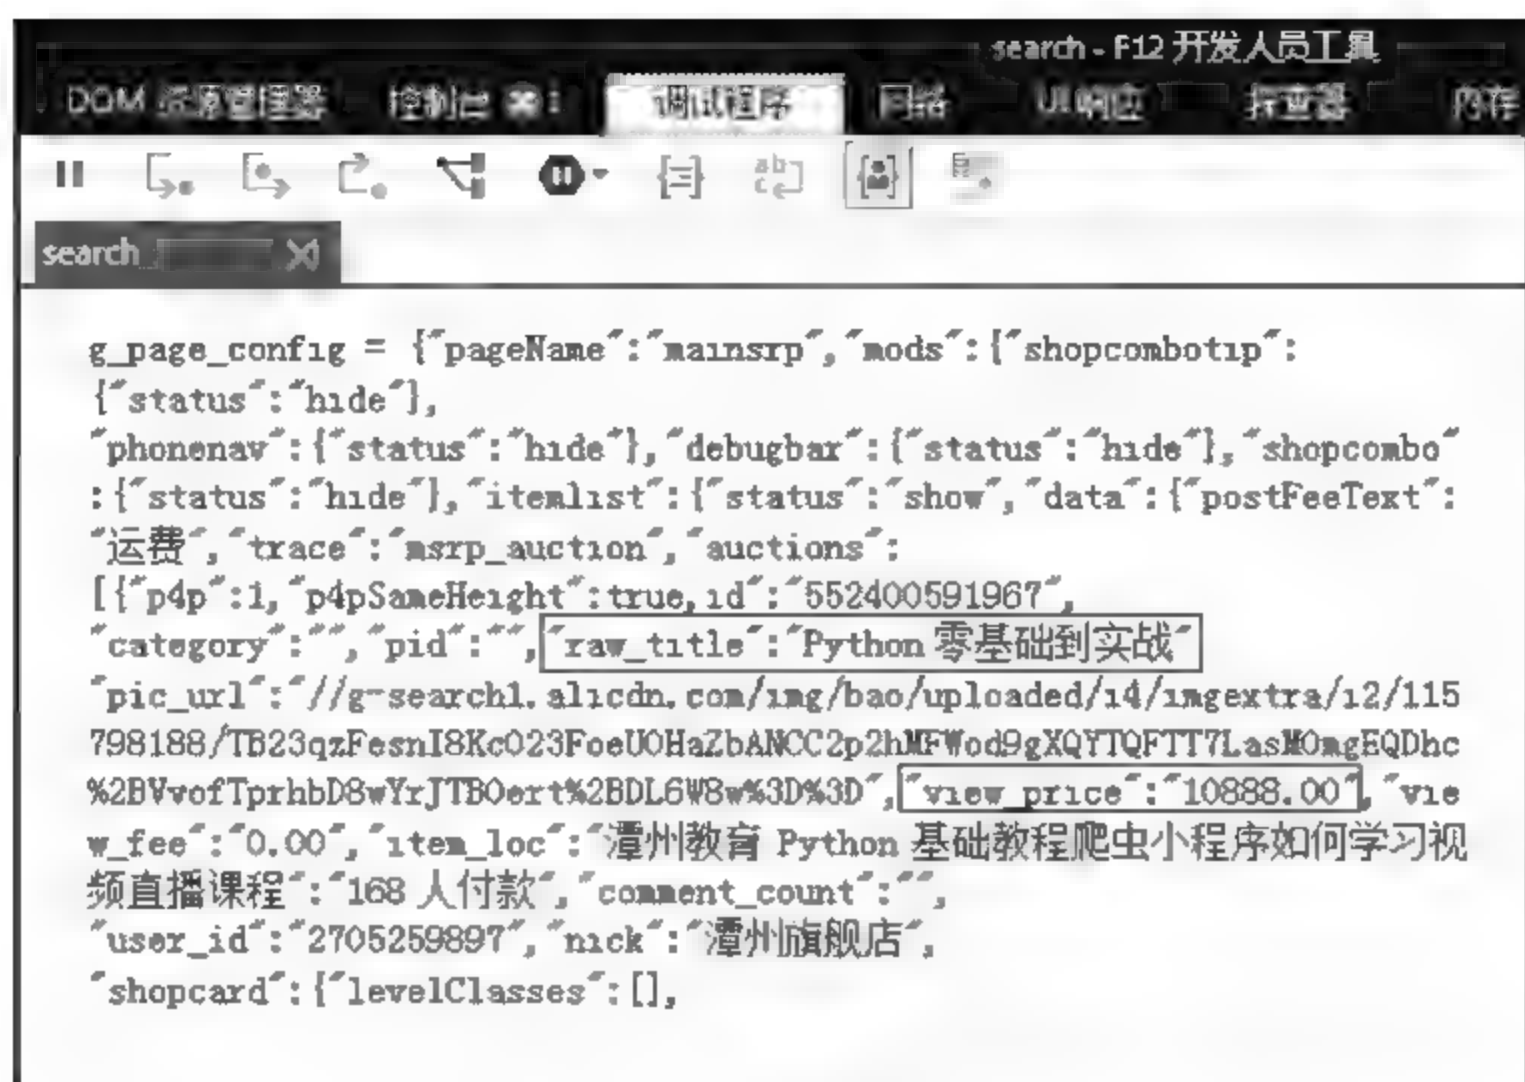 search - F12 开发人员工具
DOM 资源管理器 控制台 调试程序 网络 UI 响应 探查器 内存
search
g_page_config = {"pageName":"mainsrp","mods":{"shopcombotip":
{"status":"hide"},
"phonenav":{"status":"hide"},"debugbar":{"status":"hide"},"shopcombo"
:{"status":"hide"},"itemlist":{"status":"show","data":{"postFeeText":
"运费","trace":"msrp_auction","auctions":
[{"p4p":1,"p4pSameHeight":true,id":"552400591967",
"category":"","pid":"","raw_title":"Python 零基础到实战"
"pic_url":"//g-search1.alicdn.com/img/bao/uploaded/i4/imgextra/i2/115
798188/TB23qzFesnI8KcO23FoeUOHaZbANCC2p2hMFWod9gXQYTQFTT7LasM0mgEQDhc
%2BVvofTprhbD8wYrJTBOert%2BDL6W8w%3D%3D","view_price":"10888.00","vie
w_fee":"0.00","item_loc":"潭州教育 Python 基础教程爬虫小程序如何学习视
频直播课程":"168 人付款","comment_count":"",
"user_id":"2705259897","nick":"潭州旗舰店",
"shopcard":{"levelClasses":[],